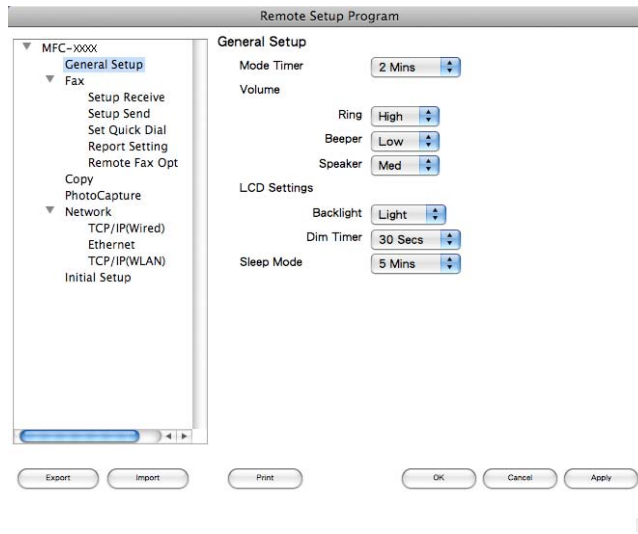 Remote Setup Program
MFC-XXXX
General Setup
Fax
Setup Receive
Setup Send
Set Quick Dial
Report Setting
Remote Fax Opt
Copy
PhotoCapture
Network
TCP/IP(Wired)
Ethernet
TCP/IP(WLAN)
Initial Setup
General Setup
Mode Timer 2 Mins
Volume
Ring High
Beeper Low
Speaker Med
LCD Settings
Backlight Light
Dim Timer 30 Secs
Sleep Mode 5 Mins
Export Import Print OK Cancel Apply